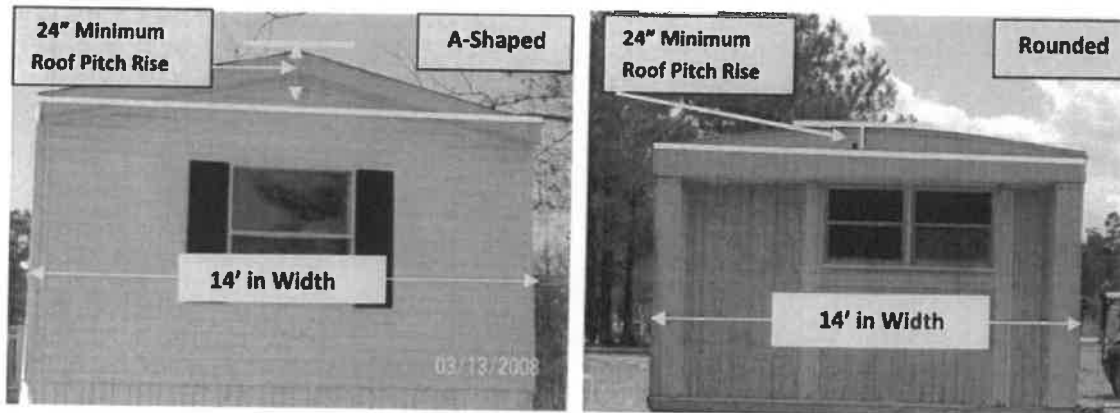 24" Minimum
Roof Pitch Rise
A-Shaped
14' in Width
03/13/2008
24" Minimum
Roof Pitch Rise
Rounded
14' in Width